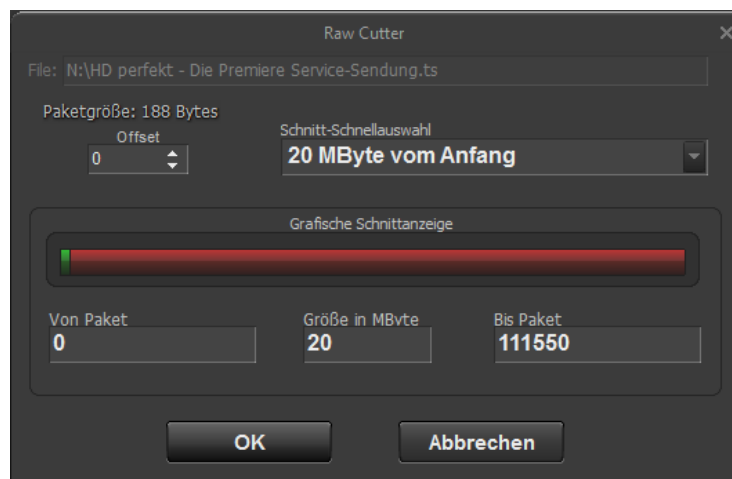 Raw Cutter
File: N:\HD perfekt - Die Premiere Service-Sendung.ts
Paketgröße: 188 Bytes
Offset
0
Schnitt-Schnellauswahl
20 MByte vom Anfang
Grafische Schnittanzeige
Von Paket
0
Größe in MByte
20
Bis Paket
111550
OK
Abbrechen